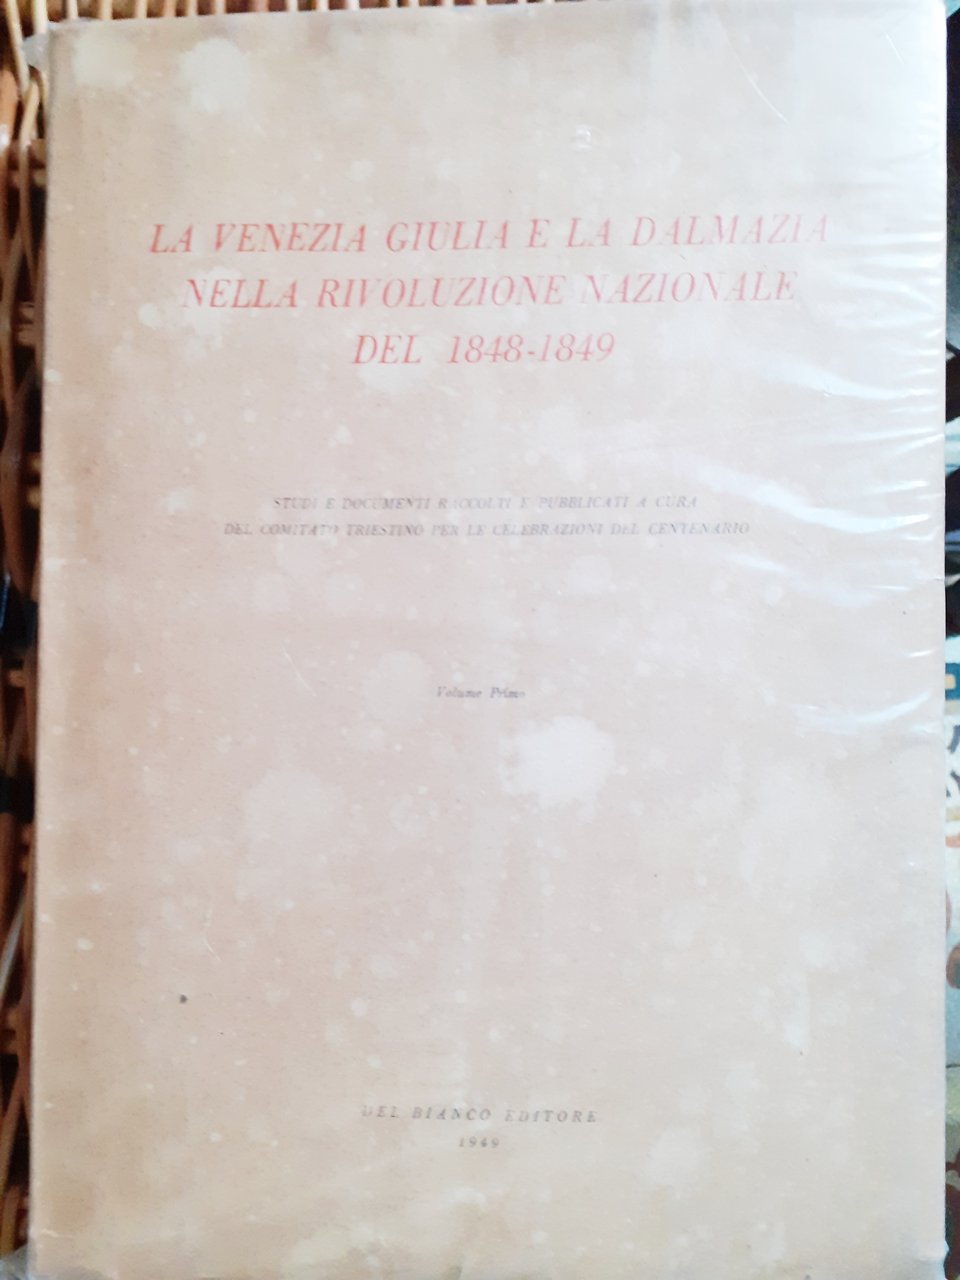 LA VENEZIA GIULIA E LA DALMAZIA
NELLA RIVOLUZIONE NAZIONALE
DEL 1848-1849
STUDI E DOCUMENTI RACCOLTI E PUBBLICATI A CURA
DEL COMITATO TRIESTINO PER LE CELEBRAZIONI DEL CENTENARIO
Volume Primo
DEL BIANCO EDITORE
1949